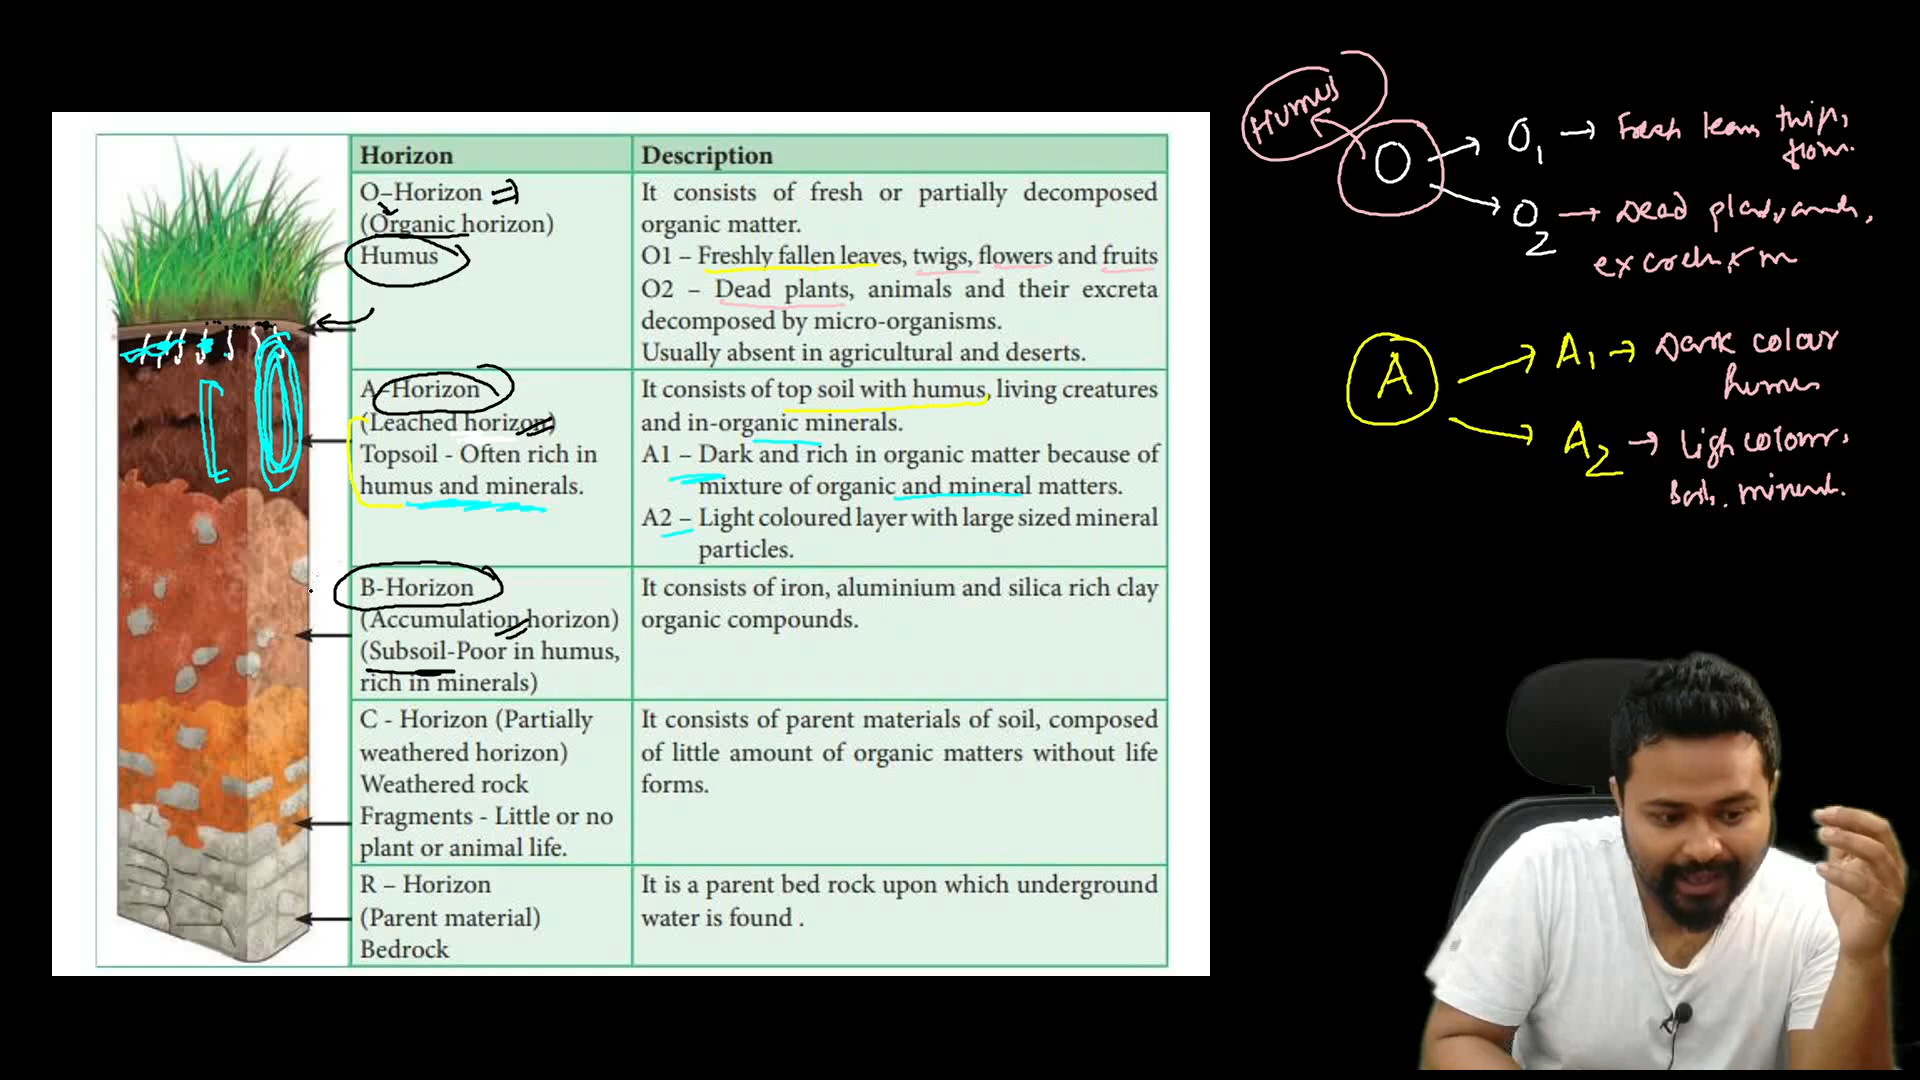 Horizon
Description
O–Horizon
(Organic horizon)
Humus
It consists of fresh or partially decomposed
organic matter.
O1 – Freshly fallen leaves, twigs, flowers and fruits
O2 – Dead plants, animals and their excreta
decomposed by micro-organisms.
Usually absent in agricultural and deserts.
A-Horizon
(Leached horizon)
Topsoil - Often rich in
humus and minerals.
It consists of top soil with humus, living creatures
and in-organic minerals.
A1 – Dark and rich in organic matter because of
mixture of organic and mineral matters.
A2 – Light coloured layer with large sized mineral
particles.
B-Horizon
(Accumulation horizon)
(Subsoil-Poor in humus,
rich in minerals)
It consists of iron, aluminium and silica rich clay
organic compounds.
C - Horizon (Partially
weathered horizon)
Weathered rock
Fragments - Little or no
plant or animal life.
It consists of parent materials of soil, composed
of little amount of organic matters without life
forms.
R – Horizon
(Parent material)
Bedrock
It is a parent bed rock upon which underground
water is found .
Humus
O
O1 → Fresh
O2 → Dead
A
A1 → Dark colour
humus
A2 →